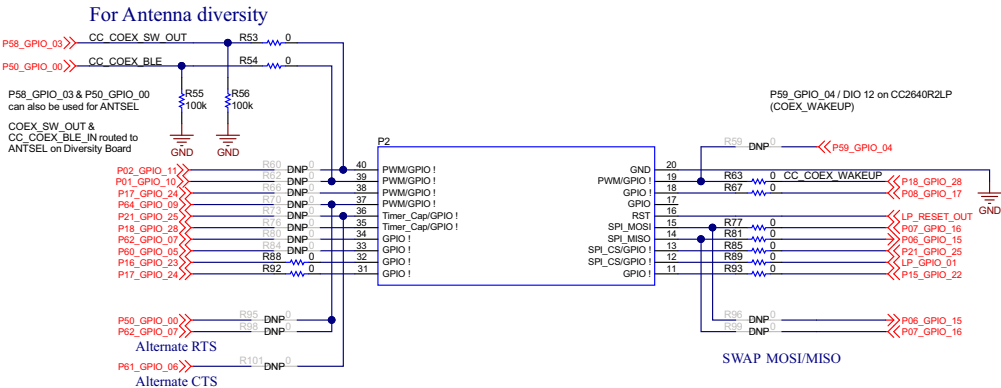 For Antenna diversity
P58_GPIO_03 CC_COEX_SW_OUT R53 0
P50_GPIO_00 CC_COEX_BLE R54 0
P58_GPIO_03 & P50_GPIO_00
can also be used for ANTSEL
R55
100k
R56
100k
COEX_SW_OUT &
CC_COEX_BLE_IN routed to
ANTSEL on Diversity Board
GND GND
P59_GPIO_04 / DIO 12 on CC2640R2LP
(COEX_WAKEUP)
P2
R59 DNP 0 P59_GPIO_04
P02_GPIO_11 R60 DNP 0 40 PWM/GPIO !
P01_GPIO_10 R62 DNP 0 39 PWM/GPIO !
P17_GPIO_24 R66 DNP 0 38 PWM/GPIO !
P64_GPIO_09 R70 DNP 0 37 PWM/GPIO !
P21_GPIO_25 R73 DNP 0 36 Timer_Cap/GPIO !
P18_GPIO_28 R76 DNP 0 35 Timer_Cap/GPIO !
P62_GPIO_07 R80 DNP 0 34 GPIO !
P60_GPIO_05 R84 DNP 0 33 GPIO !
P16_GPIO_23 R88 0 32 GPIO !
P17_GPIO_24 R92 0 31 GPIO !
GND 20
PWM/GPIO ! 19 R63 0 CC_COEX_WAKEUP P18_GPIO_28
GPIO ! 18 R67 0 P08_GPIO_17
GPIO 17
RST 16 LP_RESET_OUT
SPI_MOSI 15 R77 0 P07_GPIO_16
SPI_MISO 14 R81 0 P06_GPIO_15
SPI_CS/GPIO ! 13 R85 0 P21_GPIO_25
SPI_CS/GPIO ! 12 R89 0 LP_GPIO_01
GPIO ! 11 R93 0 P15_GPIO_22
GND
P50_GPIO_00 R95 DNP 0
P62_GPIO_07 R98 DNP 0
Alternate RTS
P61_GPIO_06 R101 DNP 0
Alternate CTS
R96 DNP 0 P06_GPIO_15
R99 DNP 0 P07_GPIO_16
SWAP MOSI/MISO